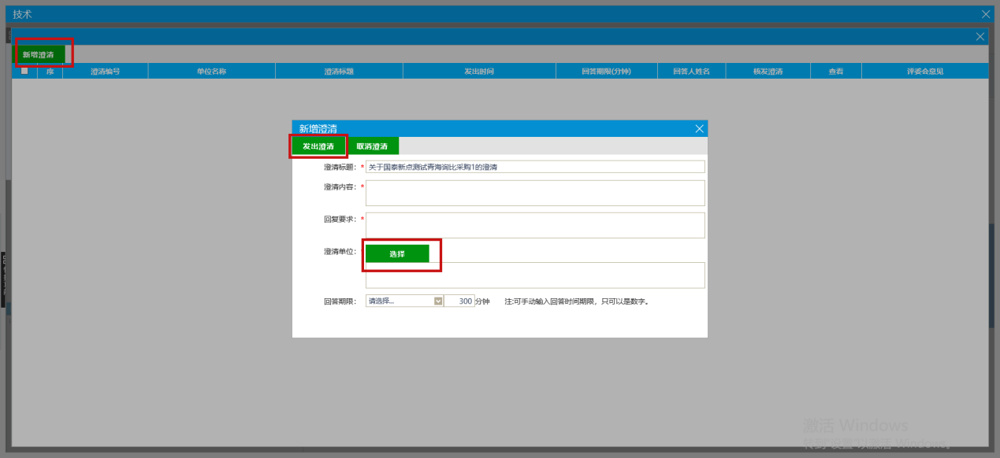 技术
新增澄清
序 澄清编号 单位名称 澄清标题 发出时间 回答期限(分钟) 回答人姓名 核发澄清 查看 评委会意见
新增澄清
发出澄清 取消澄清
澄清标题：* 关于国泰新点测试青海询比采购1的澄清
澄清内容：*
回复要求：*
澄清单位：* 选择
回答期限： 请选择... 300 分钟 注:可手动输入回答时间期限，只可以是数字。
激活 Windows
转到"设置"以激活 Windows。